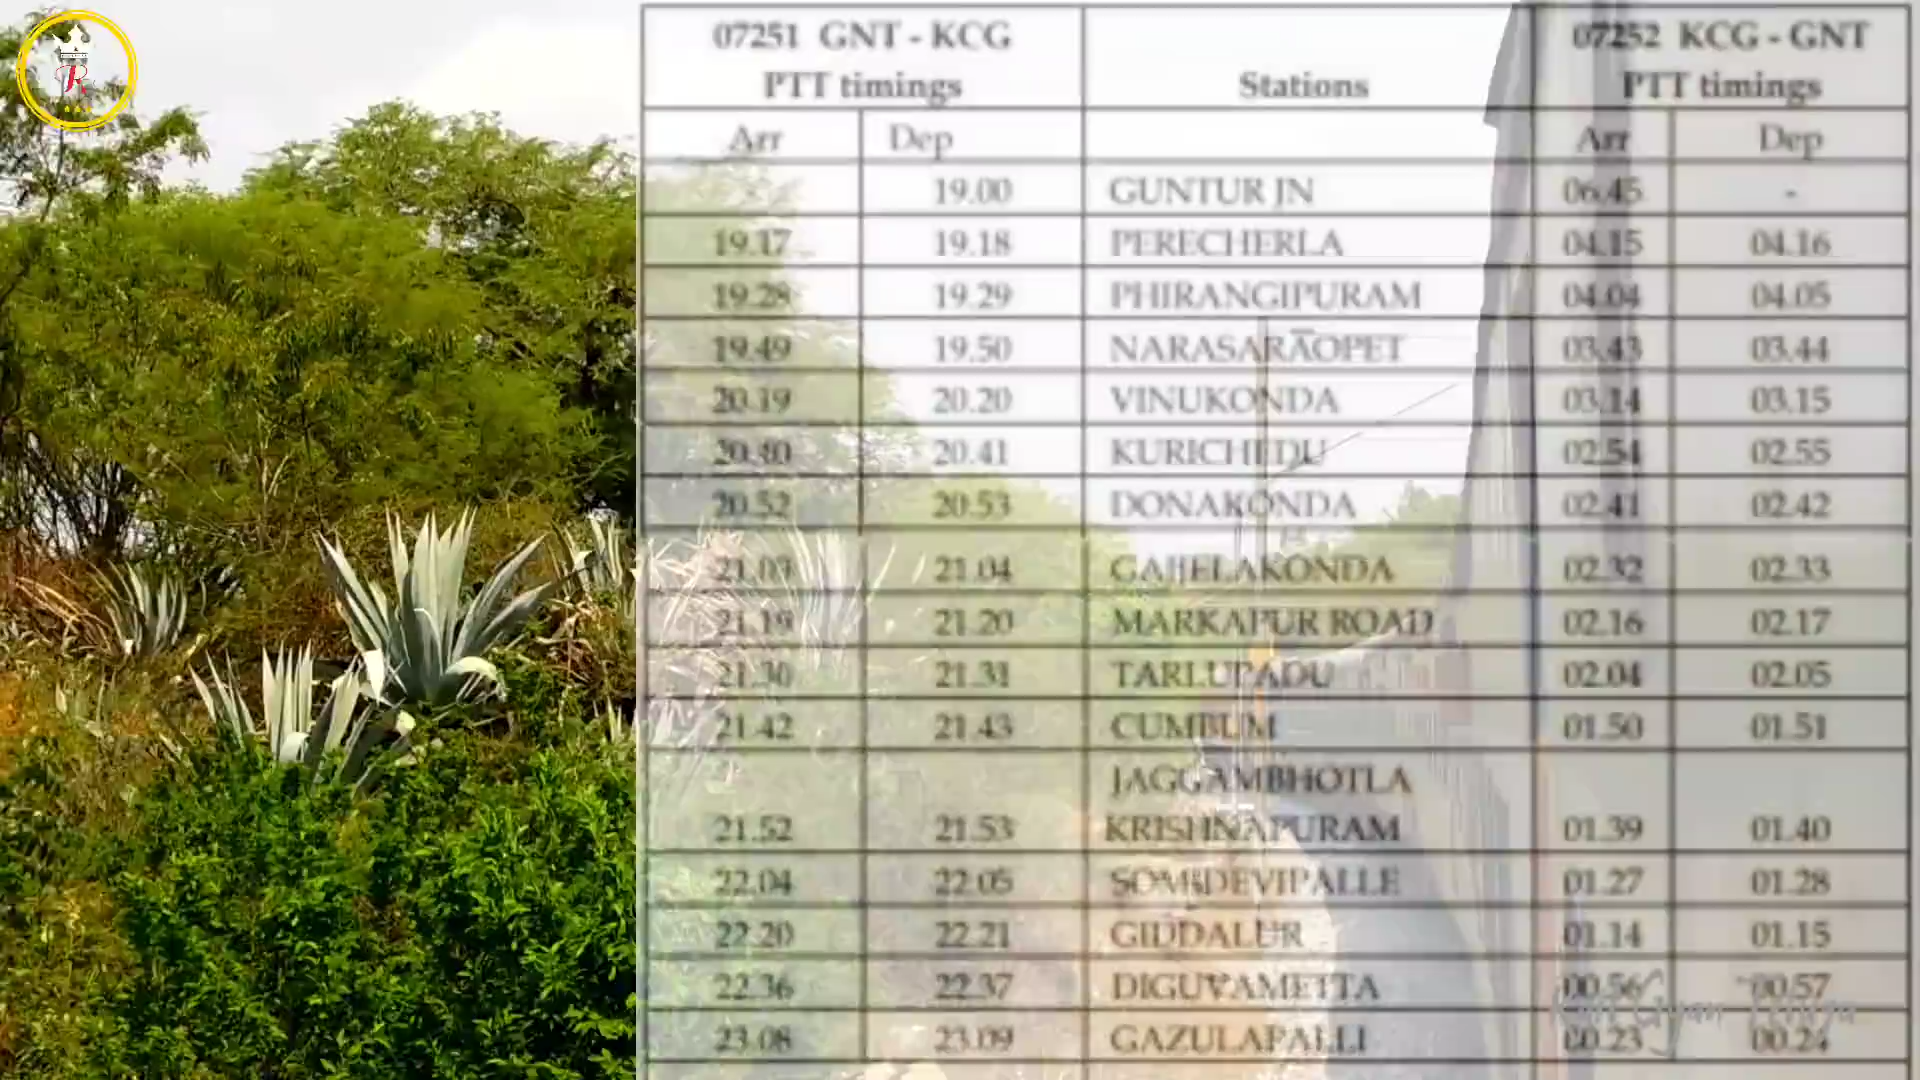 R
07251 GNT - KCG 07252 KCG - GNT
PTT timings Stations PTT timings
Arr Dep Arr Dep
- 19.00 GUNTUR JN 06.45 -
19.17 19.18 PERECHERLA 04.15 04.16
19.28 19.29 PHIRANGIPURAM 04.04 04.05
19.49 19.50 NARASARAOPET 03.43 03.44
20.19 20.20 VINUKONDA 03.14 03.15
20.40 20.41 KURICHEDU 02.54 02.55
20.52 20.53 DONAKONDA 02.41 02.42
21.03 21.04 GAJJELAKONDA 02.32 02.33
21.19 21.20 MARKAPUR ROAD 02.16 02.17
21.30 21.31 TARLUPADU 02.04 02.05
21.42 21.43 CUMBUM 01.50 01.51
JAGGAMBHOTLA
21.52 21.53 KRISHNAPURAM 01.39 01.40
22.04 22.05 SOMIDEVIPALLE 01.27 01.28
22.20 22.21 GIDDALUR 01.14 01.15
22.36 22.37 DIGUVAMETTA 00.56 00.57
23.08 23.09 GAZULAPALLI 00.23 00.24